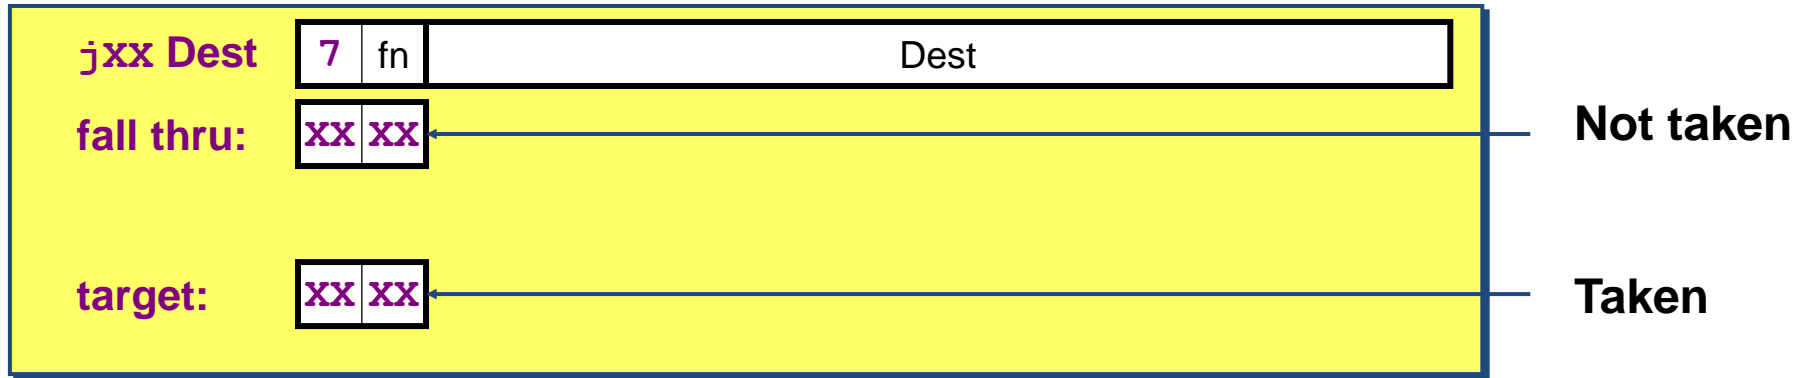 jXX Dest 7 fn Dest
fall thru: XX XX Not taken
target: XX XX Taken